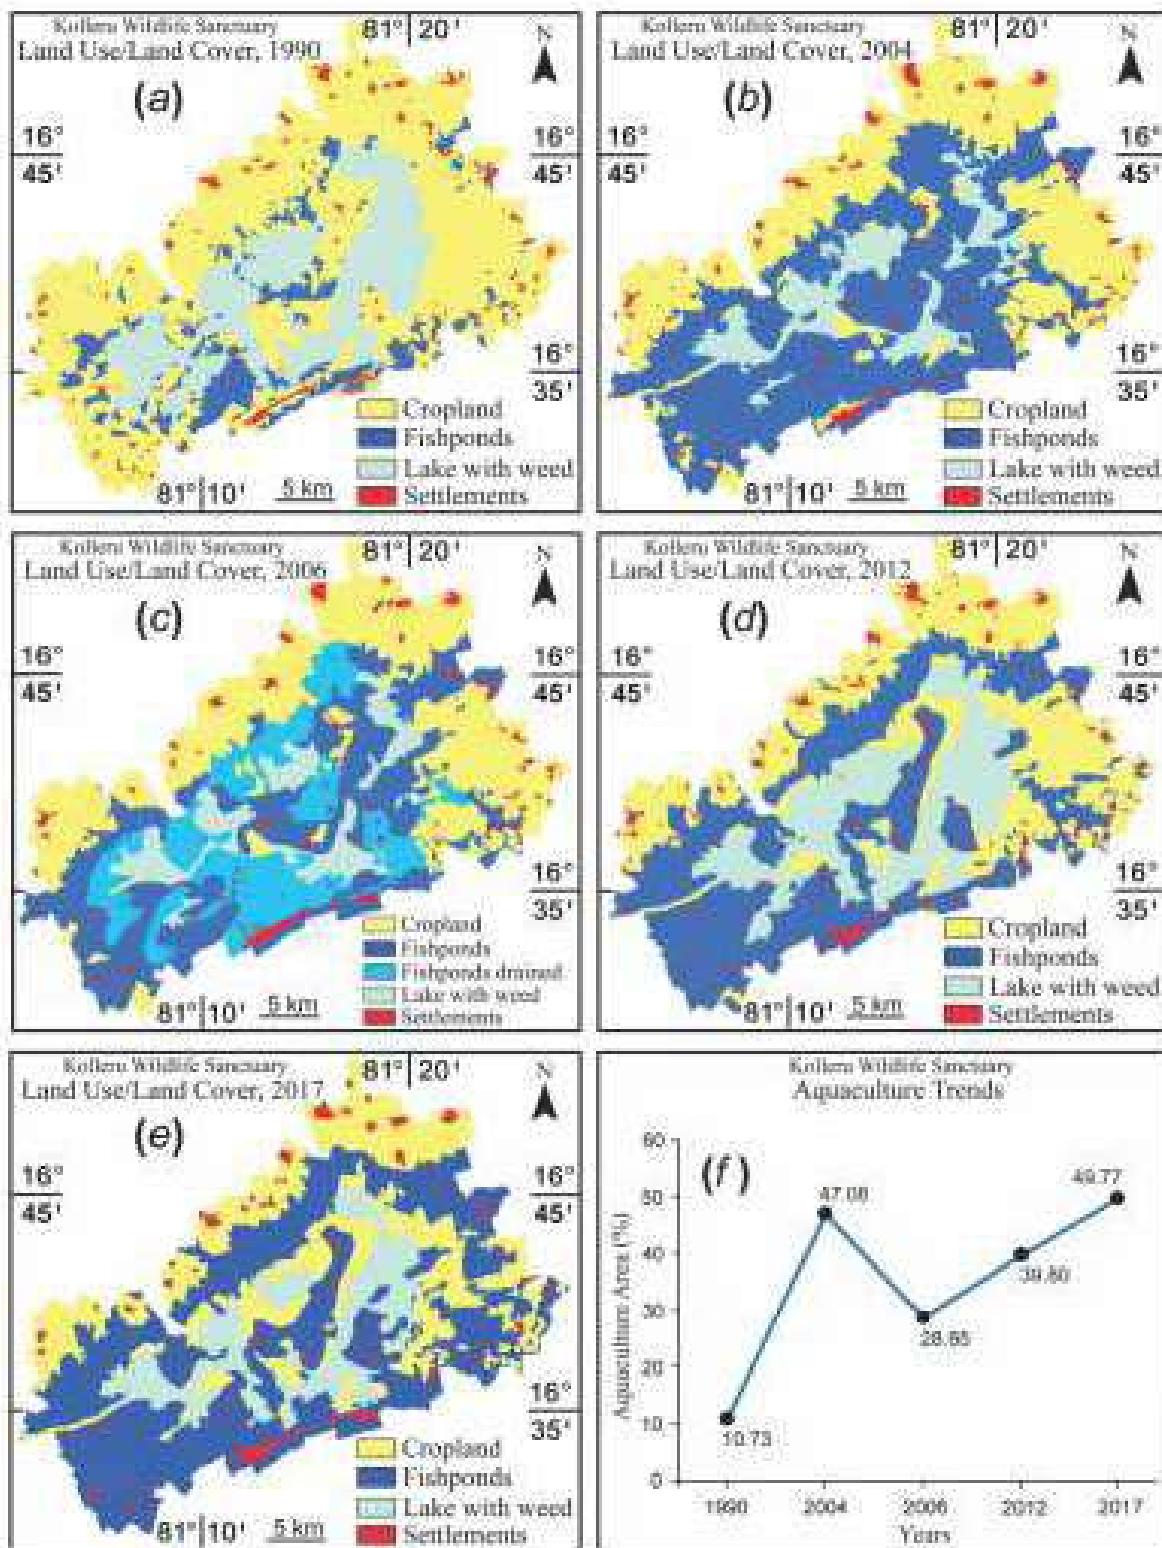 Kolleru Wildlife Sanctuary
Land Use/Land Cover, 1990
81° 20'
N
(a)
16°
45'
16°
45'
16°
35'
Cropland
Fishponds
Lake with weed
Settlements
81° 10'
5 km
Kolleru Wildlife Sanctuary
Land Use/Land Cover, 2004
81° 20'
N
(b)
16°
45'
16°
45'
16°
35'
Cropland
Fishponds
Lake with weed
Settlements
81° 10'
5 km
Kolleru Wildlife Sanctuary
Land Use/Land Cover, 2006
81° 20'
N
(c)
16°
45'
16°
45'
16°
35'
Cropland
Fishponds
Fishponds drained
Lake with weed
Settlements
81° 10'
5 km
Kolleru Wildlife Sanctuary
Land Use/Land Cover, 2012
81° 20'
N
(d)
16°
45'
16°
45'
16°
35'
Cropland
Fishponds
Lake with weed
Settlements
81° 10'
5 km
Kolleru Wildlife Sanctuary
Land Use/Land Cover, 2017
81° 20'
N
(e)
16°
45'
16°
45'
16°
35'
Cropland
Fishponds
Lake with weed
Settlements
81° 10'
5 km
Kolleru Wildlife Sanctuary
Aquaculture Trends
(f)
Aquaculture Area (%)
60
50
40
30
20
10
0
10.73
47.08
28.65
39.60
49.77
1990
2004
2006
2012
2017
Years